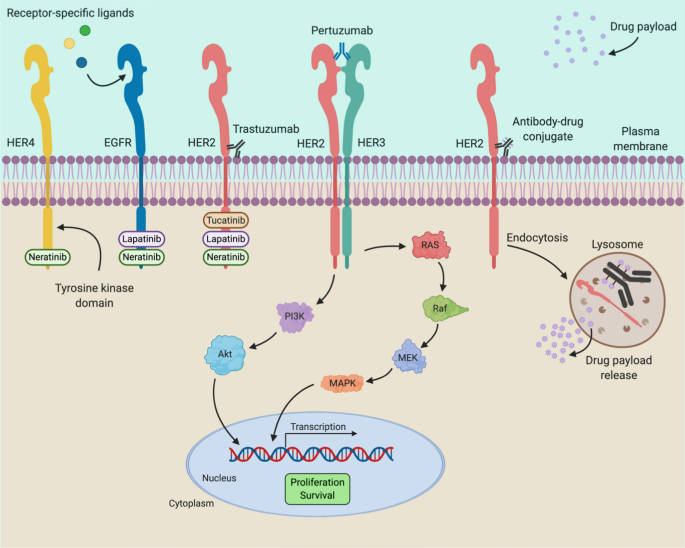 Receptor-specific ligands
Pertuzumab
Drug payload
HER4
EGFR
HER2
Trastuzumab
HER2
HER3
HER2
Antibody-drug
conjugate
Plasma
membrane
Tucatinib
Lapatinib
Lapatinib
Neratinib
Neratinib
Neratinib
Tyrosine kinase
domain
RAS
Endocytosis
Lysosome
PI3K
Raf
Akt
MEK
MAPK
Drug payload
release
Transcription
Nucleus
Proliferation
Survival
Cytoplasm